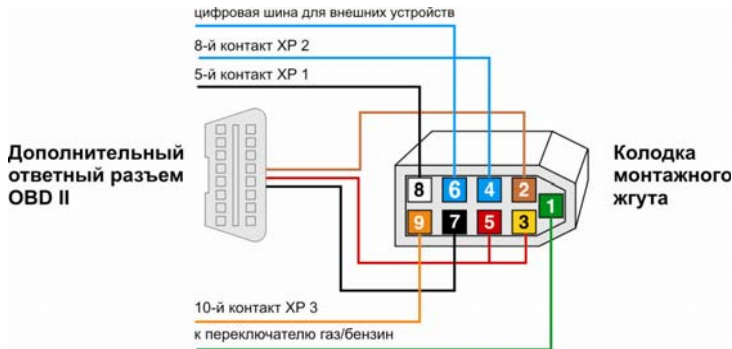 цифровая шина для внешних устройств
8-й контакт XP 2
5-й контакт XP 1
Дополнительный
ответный разъем
OBD II
Колодка
монтажного
жгута
8 6 4 2
1
9 7 5 3
10-й контакт XP 3
к переключателю газ/бензин